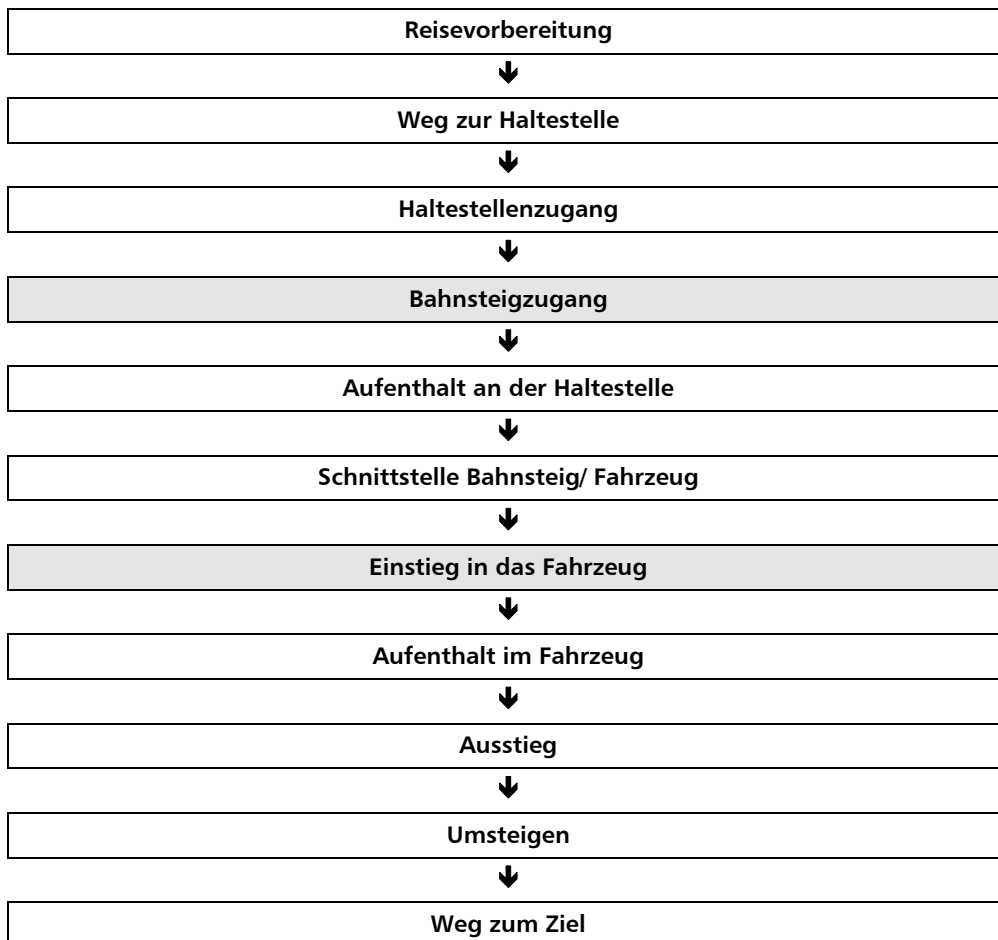 Reisevorbereitung
Weg zur Haltestelle
Haltestellenzugang
Bahnsteigzugang
Aufenthalt an der Haltestelle
Schnittstelle Bahnsteig/ Fahrzeug
Einstieg in das Fahrzeug
Aufenthalt im Fahrzeug
Ausstieg
Umsteigen
Weg zum Ziel